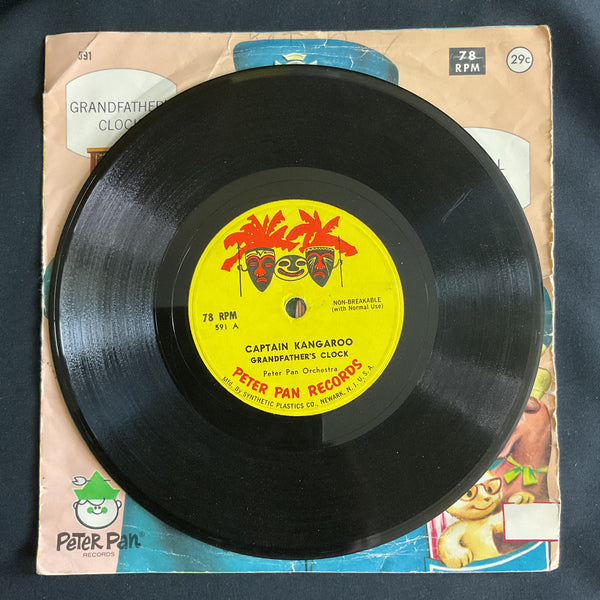 591
78
RPM
29c
GRANDFATHER'
CLOCK
L
78 RPM
591 A
NON-BREAKABLE
(with Normal Use)
CAPTAIN KANGAROO
GRANDFATHER'S CLOCK
Peter Pan Orchestra
PETER PAN RECORDS
MFG. by SYNTHETIC PLASTICS CO., NEWARK, N. J. U. S. A.
PETER PAN
RECORDS